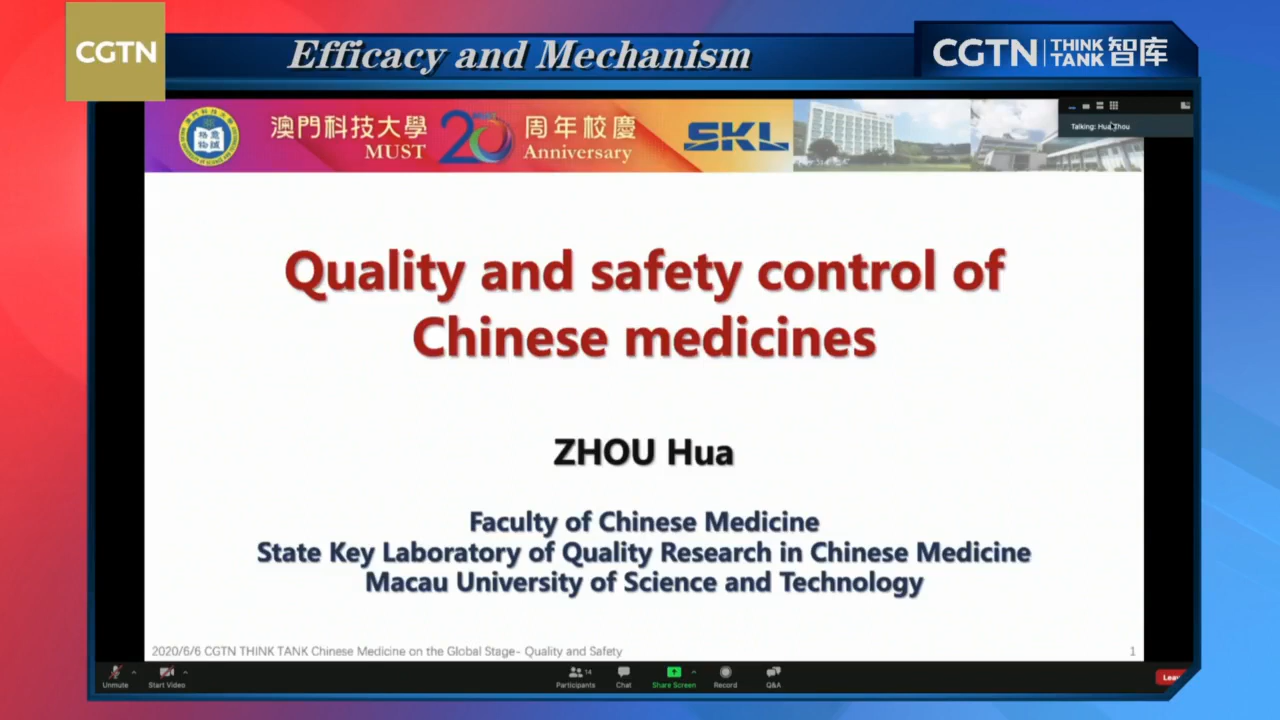 CGTN
Efficacy and Mechanism
CGTN THINK TANK 智库
澳門科技大學
MUST
20
周年校慶
Anniversary
SKL
Talking: Hua Zhou
Quality and safety control of
Chinese medicines
ZHOU Hua
Faculty of Chinese Medicine
State Key Laboratory of Quality Research in Chinese Medicine
Macau University of Science and Technology
2020/6/6 CGTN THINK TANK Chinese Medicine on the Global Stage- Quality and Safety
1
Unmute
Start Video
14
Participants
Chat
Share Screen
Record
Q&A